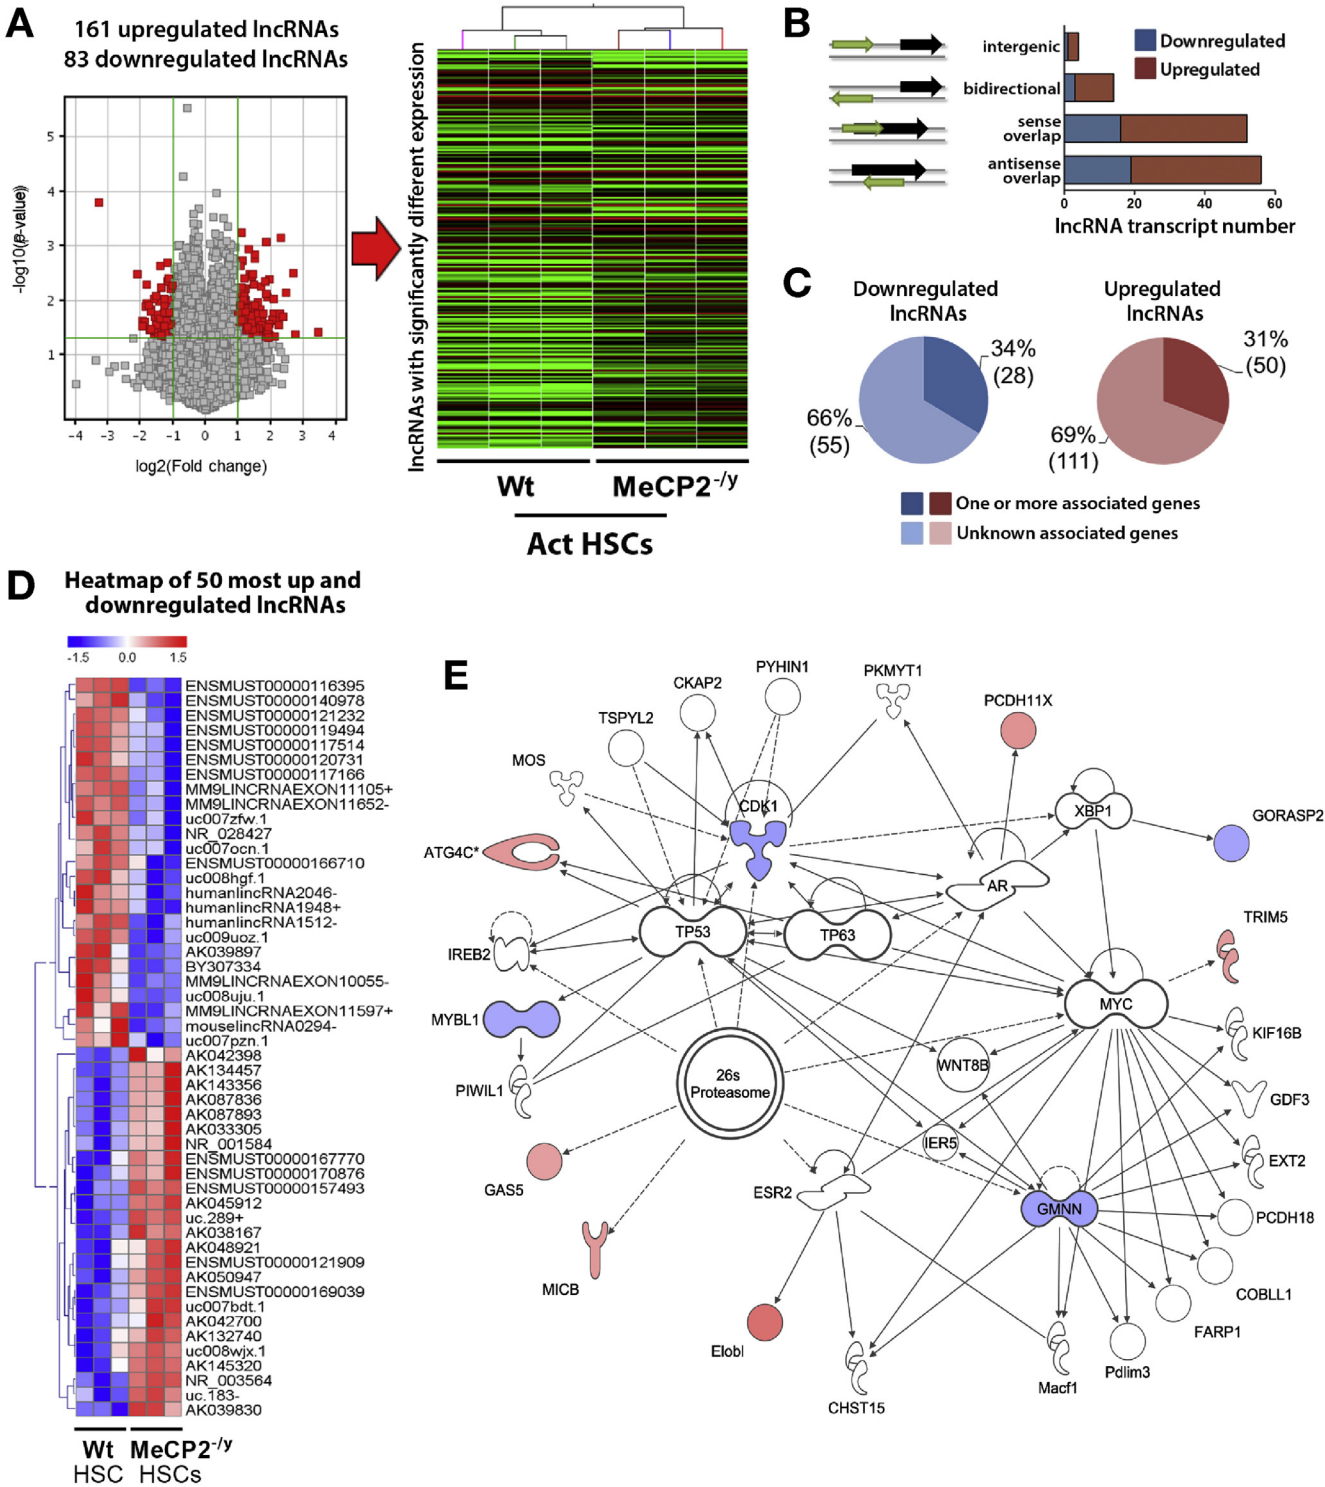 A
161 upregulated lncRNAs
83 downregulated lncRNAs
-log10(p-value)
5
4
3
2
1
-4 -3 -2 -1 0 1 2 3 4
log2(Fold change)
lncRNAs with significantly different expression
Wt
MeCP2-/y
Act HSCs
B
intergenic
bidirectional
sense
overlap
antisense
overlap
Downregulated
Upregulated
0 20 40 60
lncRNA transcript number
C
Downregulated
lncRNAs
34%
(28)
66%
(55)
Upregulated
lncRNAs
31%
(50)
69%
(111)
One or more associated genes
Unknown associated genes
D
Heatmap of 50 most up and
downregulated lncRNAs
-1.5 0.0 1.5
ENSMUST00000116395
ENSMUST00000140978
ENSMUST00000121232
ENSMUST00000119494
ENSMUST00000117514
ENSMUST00000120731
ENSMUST00000117166
MM9LINCRNAEXON11105+
MM9LINCRNAEXON11652-
uc007zfw.1
NR_028427
uc007ocn.1
ENSMUST00000166710
uc008hgf.1
humanlincRNA2046-
humanlincRNA1948+
humanlincRNA1512-
uc009uoz.1
AK039897
BY307334
MM9LINCRNAEXON10055-
uc008uju.1
MM9LINCRNAEXON11597+
mouselincRNA0294-
uc007pzn.1
AK042398
AK134457
AK143356
AK087836
AK087893
AK033305
NR_001584
ENSMUST00000167770
ENSMUST00000170876
ENSMUST00000157493
AK045912
uc.289+
AK038167
AK048921
ENSMUST00000121909
AK050947
ENSMUST00000169039
uc007bdt.1
AK042700
AK132740
uc008wjx.1
AK145320
NR_003564
uc.183-
AK039830
Wt
HSC
MeCP2-/y
HSCs
E
PYHIN1
PKMYT1
CKAP2
PCDH11X
TSPYL2
MOS
CDK1
XBP1
GORASP2
ATG4C*
AR
TRIM5
TP53
TP63
IREB2
MYC
MYBL1
KIF16B
WNT8B
26s
Proteasome
PIWIL1
GDF3
IER5
EXT2
GAS5
ESR2
GMNN
PCDH18
MICB
COBLL1
FARP1
Elobl
Pdlim3
Macf1
CHST15